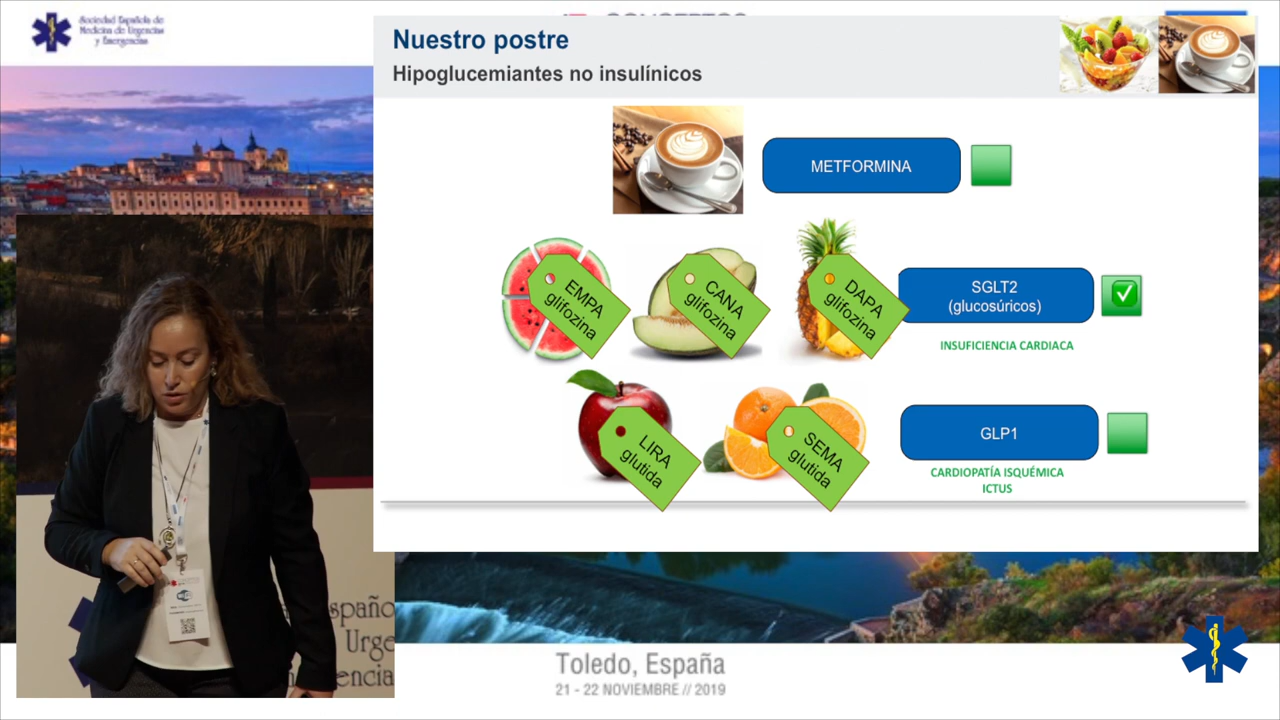 Sociedad Española de
Medicina de Urgencias
y Emergencias
Nuestro postre
Hipoglucemiantes no insulínicos
METFORMINA
EMPA
glifozina
CANA
glifozina
DAPA
glifozina
SGLT2
(glucosúricos)
INSUFICIENCIA CARDIACA
LIRA
glutida
SEMA
glutida
GLP1
CARDIOPATÍA ISQUÉMICA
ICTUS
Toledo, España
21 - 22 NOVIEMBRE // 2019